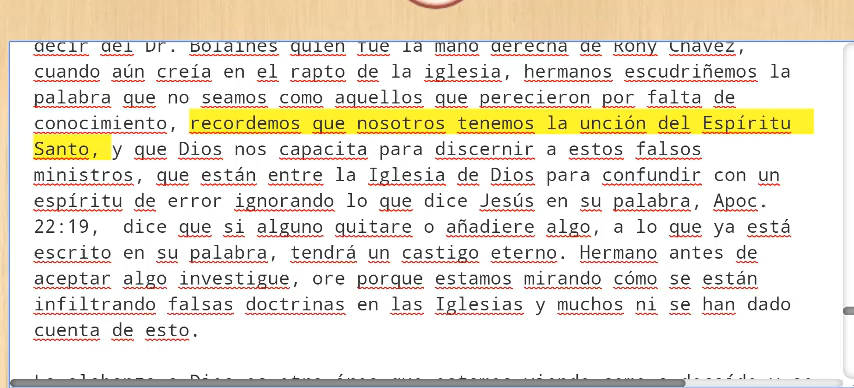 decir del Dr. Bolaines quien fue la mano derecha de Rony Chavez,
cuando aún creía en el rapto de la iglesia, hermanos escudriñemos la
palabra que no seamos como aquellos que perecieron por falta de
conocimiento, recordemos que nosotros tenemos la unción del Espíritu
Santo, y que Dios nos capacita para discernir a estos falsos
ministros, que están entre la Iglesia de Dios para confundir con un
espíritu de error ignorando lo que dice Jesús en su palabra, Apoc.
22:19, dice que si alguno quitare o añadiere algo, a lo que ya está
escrito en su palabra, tendrá un castigo eterno. Hermano antes de
aceptar algo investigue, ore porque estamos mirando cómo se están
infiltrando falsas doctrinas en las Iglesias y muchos ni se han dado
cuenta de esto.